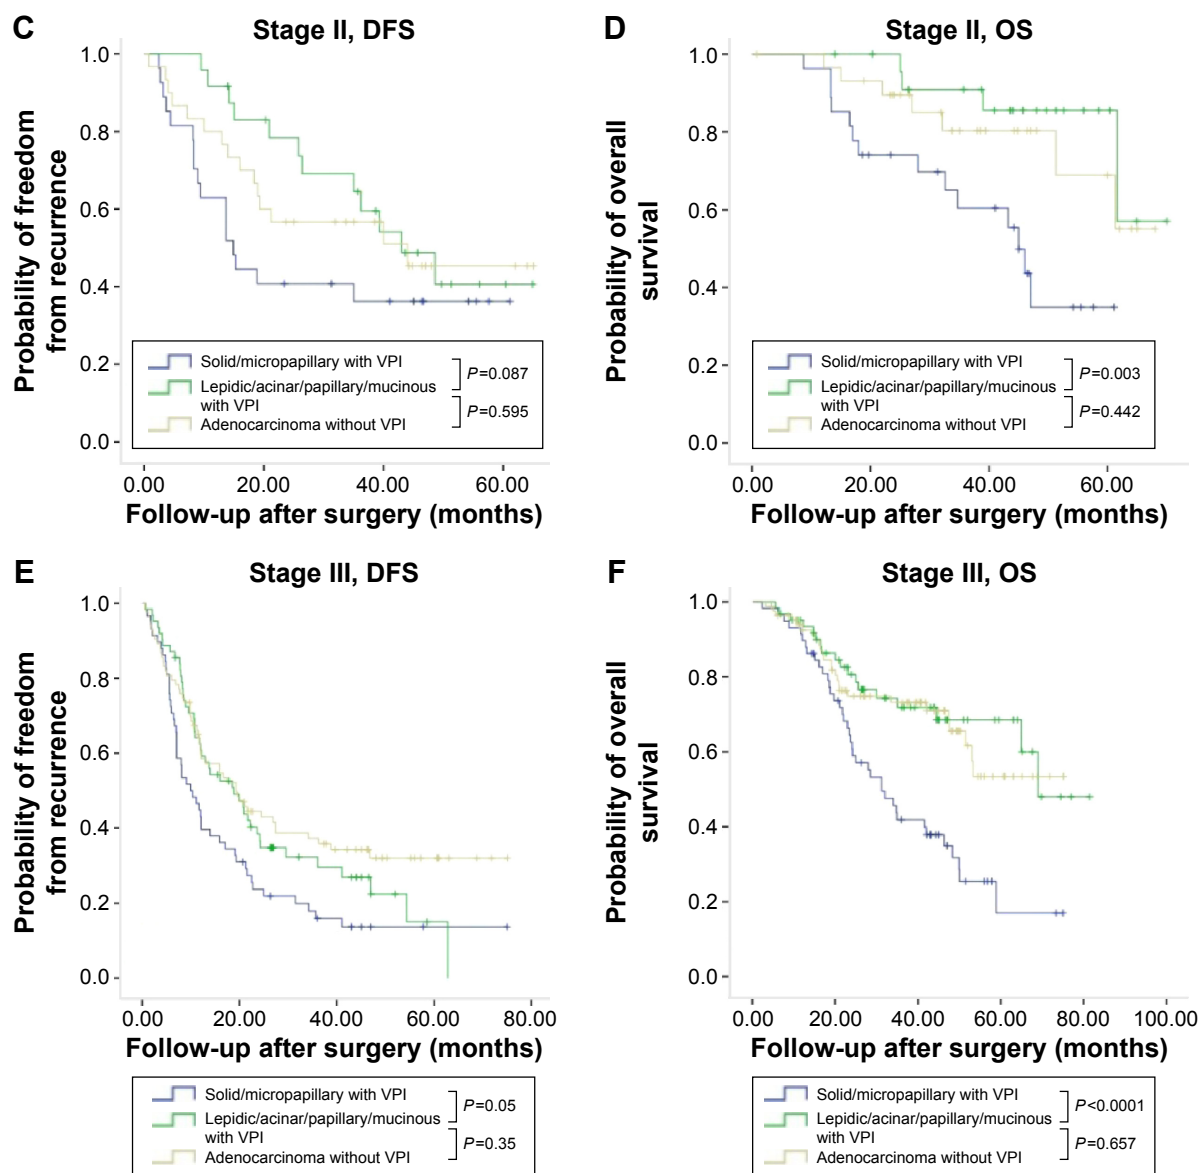 C
Stage II, DFS
Probability of freedom
from recurrence
1.0
0.8
0.6
0.4
0.2
0.0
Solid/micropapillary with VPI
Lepidic/acinar/papillary/mucinous
with VPI
Adenocarcinoma without VPI
P=0.087
P=0.595
0.00 20.00 40.00 60.00
Follow-up after surgery (months)
D
Stage II, OS
Probability of overall
survival
1.0
0.8
0.6
0.4
0.2
0.0
Solid/micropapillary with VPI
Lepidic/acinar/papillary/mucinous
with VPI
Adenocarcinoma without VPI
P=0.003
P=0.442
0.00 20.00 40.00 60.00
Follow-up after surgery (months)
E
Stage III, DFS
Probability of freedom
from recurrence
1.0
0.8
0.6
0.4
0.2
0.0
0.00 20.00 40.00 60.00 80.00
Follow-up after surgery (months)
Solid/micropapillary with VPI
Lepidic/acinar/papillary/mucinous
with VPI
Adenocarcinoma without VPI
P=0.05
P=0.35
F
Stage III, OS
Probability of overall
survival
1.0
0.8
0.6
0.4
0.2
0.0
0.00 20.00 40.00 60.00 80.00 100.00
Follow-up after surgery (months)
Solid/micropapillary with VPI
Lepidic/acinar/papillary/mucinous
with VPI
Adenocarcinoma without VPI
P<0.0001
P=0.657